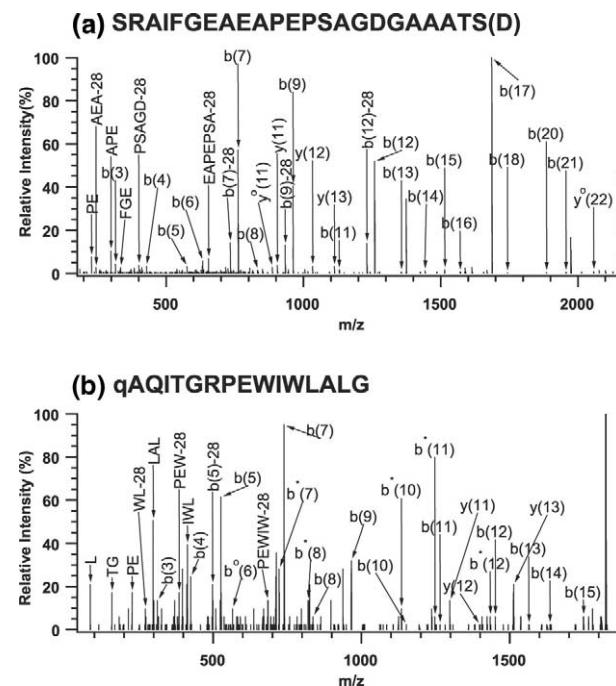 (a) SRAIFGEAEAPEPSAGDGAAATS(D)
Relative Intensity(%)
100
80
60
40
20
0
PE
AEA-28
APE
b(3)
FGE
PSAGD-28
b(4)
b(5)
b(6)
EAPEPSA-28
b(7)-28
b(7)
b(8)
y°(11)
y(11)
b(9)-28
b(9)
y(12)
y(13)
b(11)
b(12)-28
b(12)
b(13)
b(14)
b(15)
b(16)
b(17)
b(18)
b(20)
b(21)
y°(22)
500
1000
1500
2000
m/z
(b) qAQITGRPEWIWLALG
Relative Intensity (%)
100
80
60
40
20
0
-L
TG
PE
WL-28
LAL
b(3)
PEW-28
IWL
b(4)
b(5)-28
b(5)
b°(6)
PEWIW-28
b(7)
b*(7)
b*(8)
b(8)
b(9)
b(10)
b*(10)
b*(11)
b(11)
y(12)
y(11)
b*(12)
b(12)
y(13)
b(13)
b(14)
b(15)
500
1000
1500
m/z